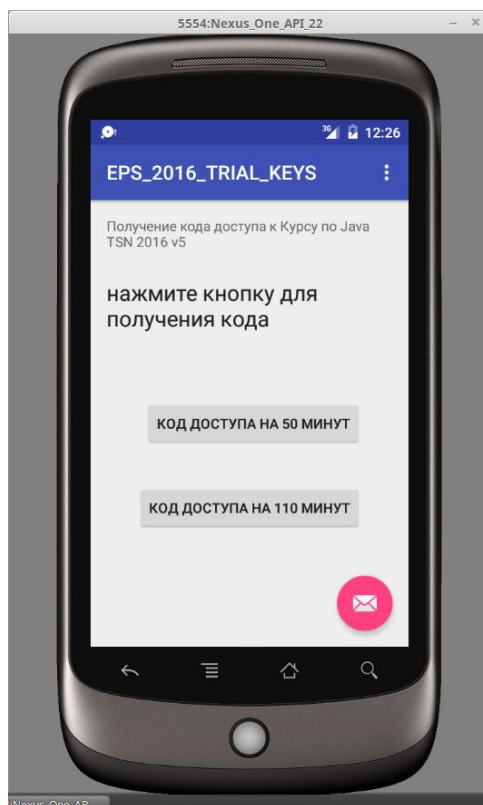 5554:Nexus_One_API_22
3G
12:26
EPS_2016_TRIAL_KEYS
Получение кода доступа к Курсу по Java
TSN 2016 v5
нажмите кнопку для
получения кода
КОД ДОСТУПА НА 50 МИНУТ
КОД ДОСТУПА НА 110 МИНУТ
:Nexus_One_AP